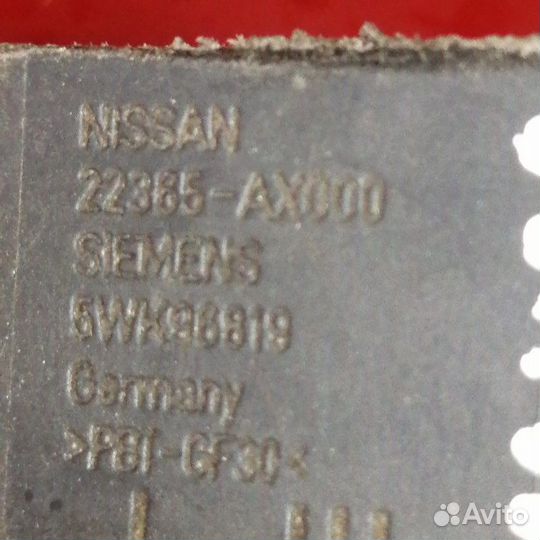 NISSAN
22365-AX000
SIEMENS
5WK96819
Germany
>PBT-GF30<
Avito